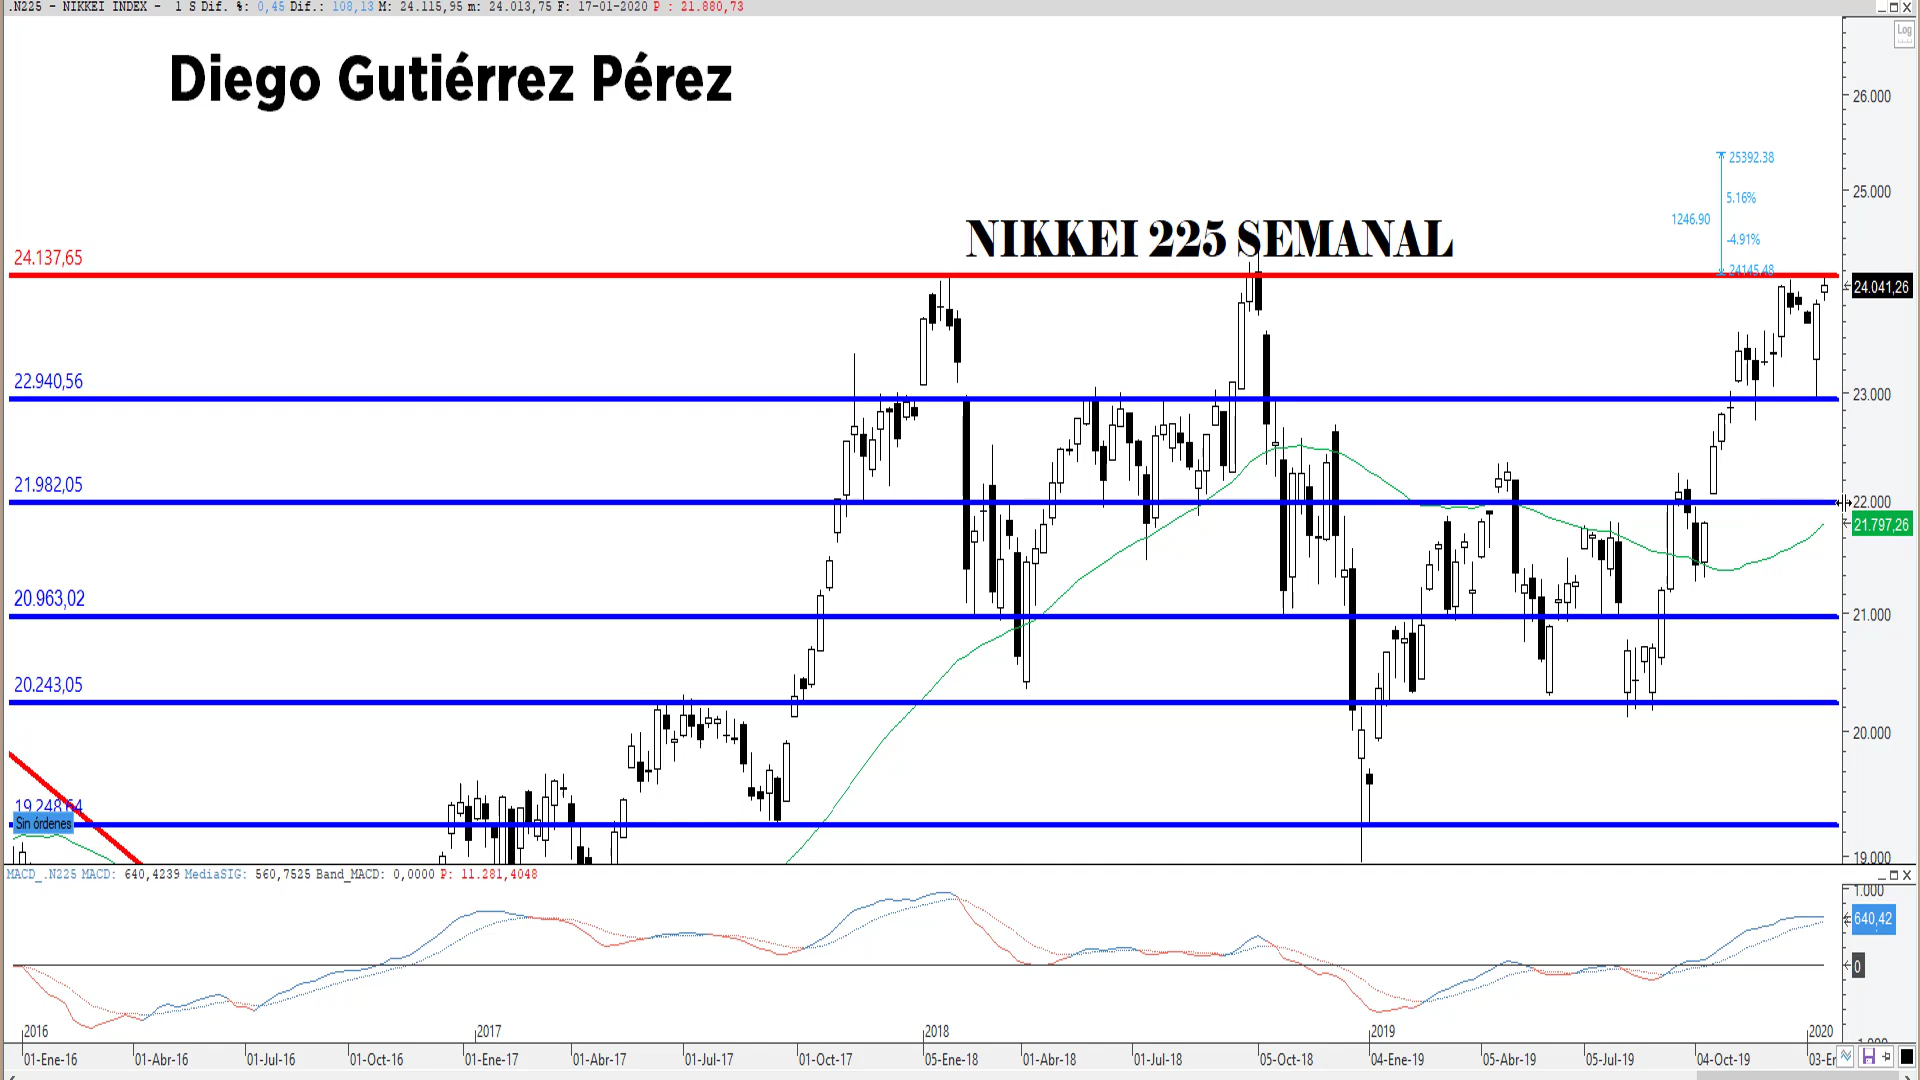 .N225 - NIKKEI INDEX - 1 S Dif. %: 0,45 Dif.: 108,13 M: 24.115,95 m: 24.013,75 F: 17-01-2020 P : 21.880,73
Log
Diego Gutiérrez Pérez
26.000
25392.38
25.000
5.16%
1246.90
-4.91%
NIKKEI 225 SEMANAL
24.137,65
24145.48
24.041,26
22.940,56
23.000
21.982,05
22.000
21.797,26
20.963,02
21.000
20.243,05
20.000
19.248,64
Sin órdenes
19.000
MACD_.N225 MACD: 640,4239 MediaSIG: 560,7525 Band_MACD: 0,0000 P: 11.281,4048
1.000
640,42
0
2016 2017 2018 2019 2020
01-Ene-16 01-Abr-16 01-Jul-16 01-Oct-16 01-Ene-17 01-Abr-17 01-Jul-17 01-Oct-17 05-Ene-18 01-Abr-18 01-Jul-18 05-Oct-18 04-Ene-19 05-Abr-19 05-Jul-19 04-Oct-19